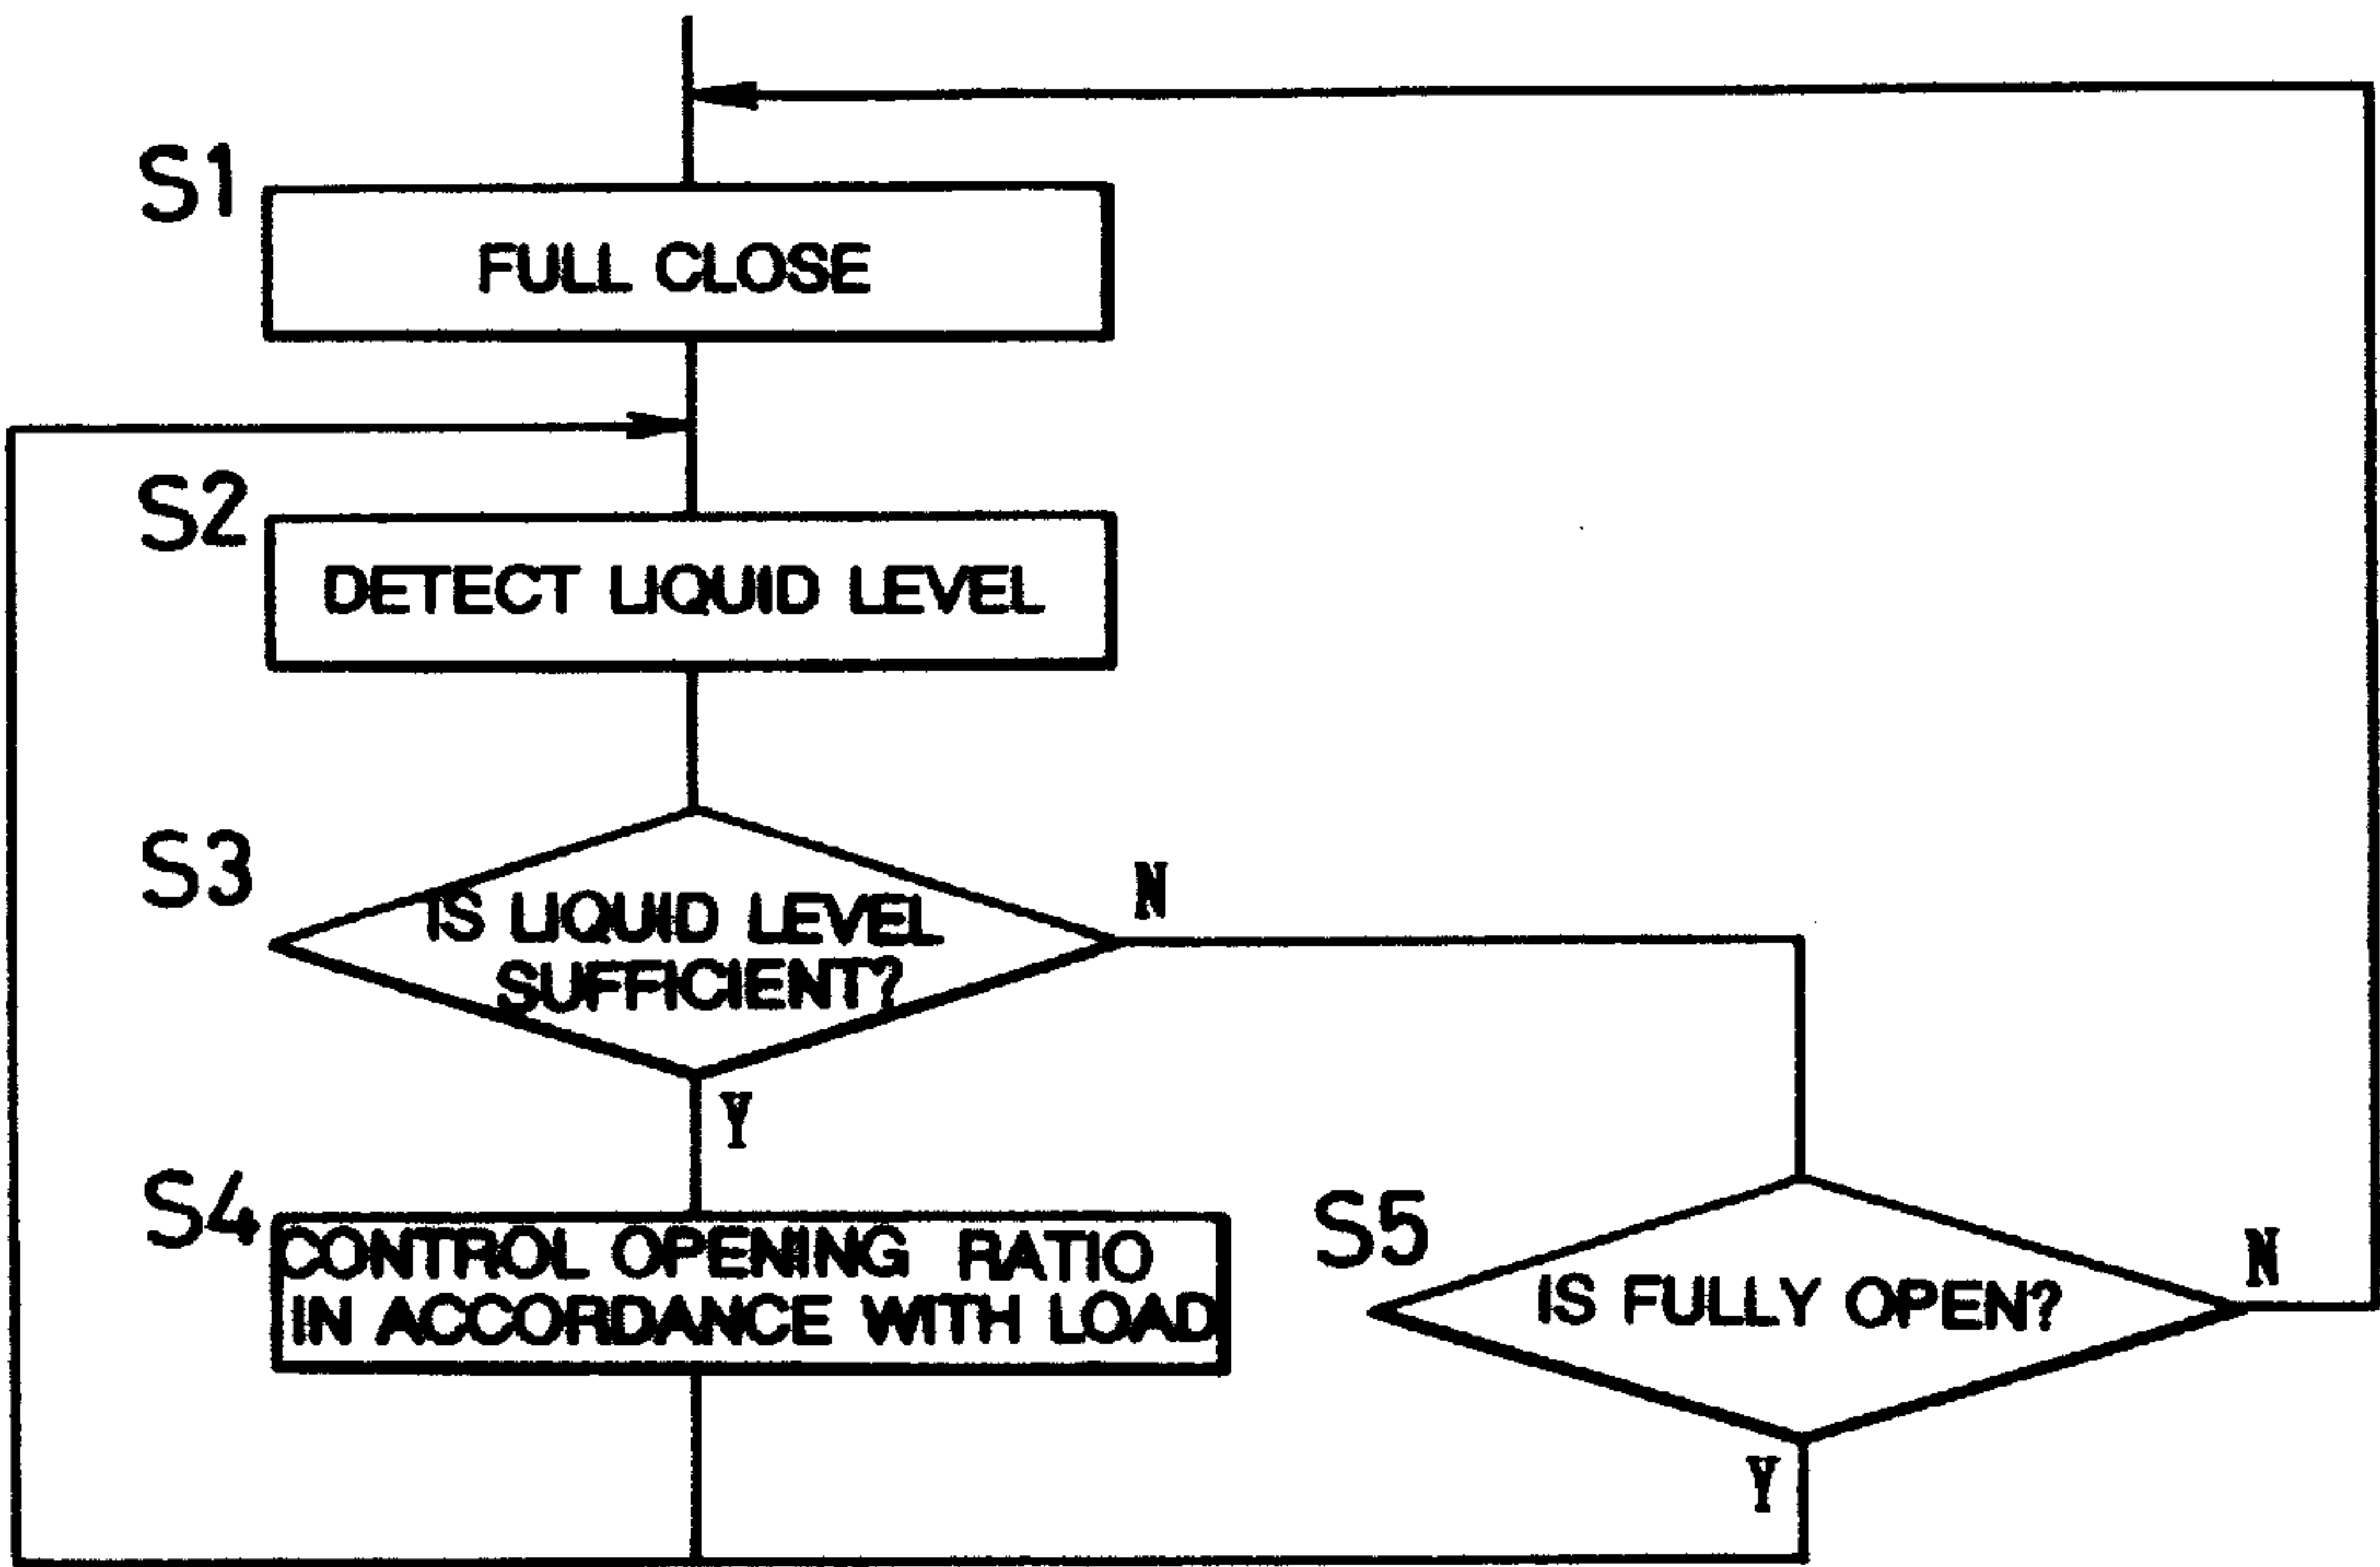 S1
FULL CLOSE
S2
DETECT LIQUID LEVEL
S3
IS LIQUID LEVEL
SUFFICIENT?
N
Y
S4
CONTROL OPENING RATIO
IN ACCORDANCE WITH LOAD
S5
IS FULLY OPEN?
N
Y